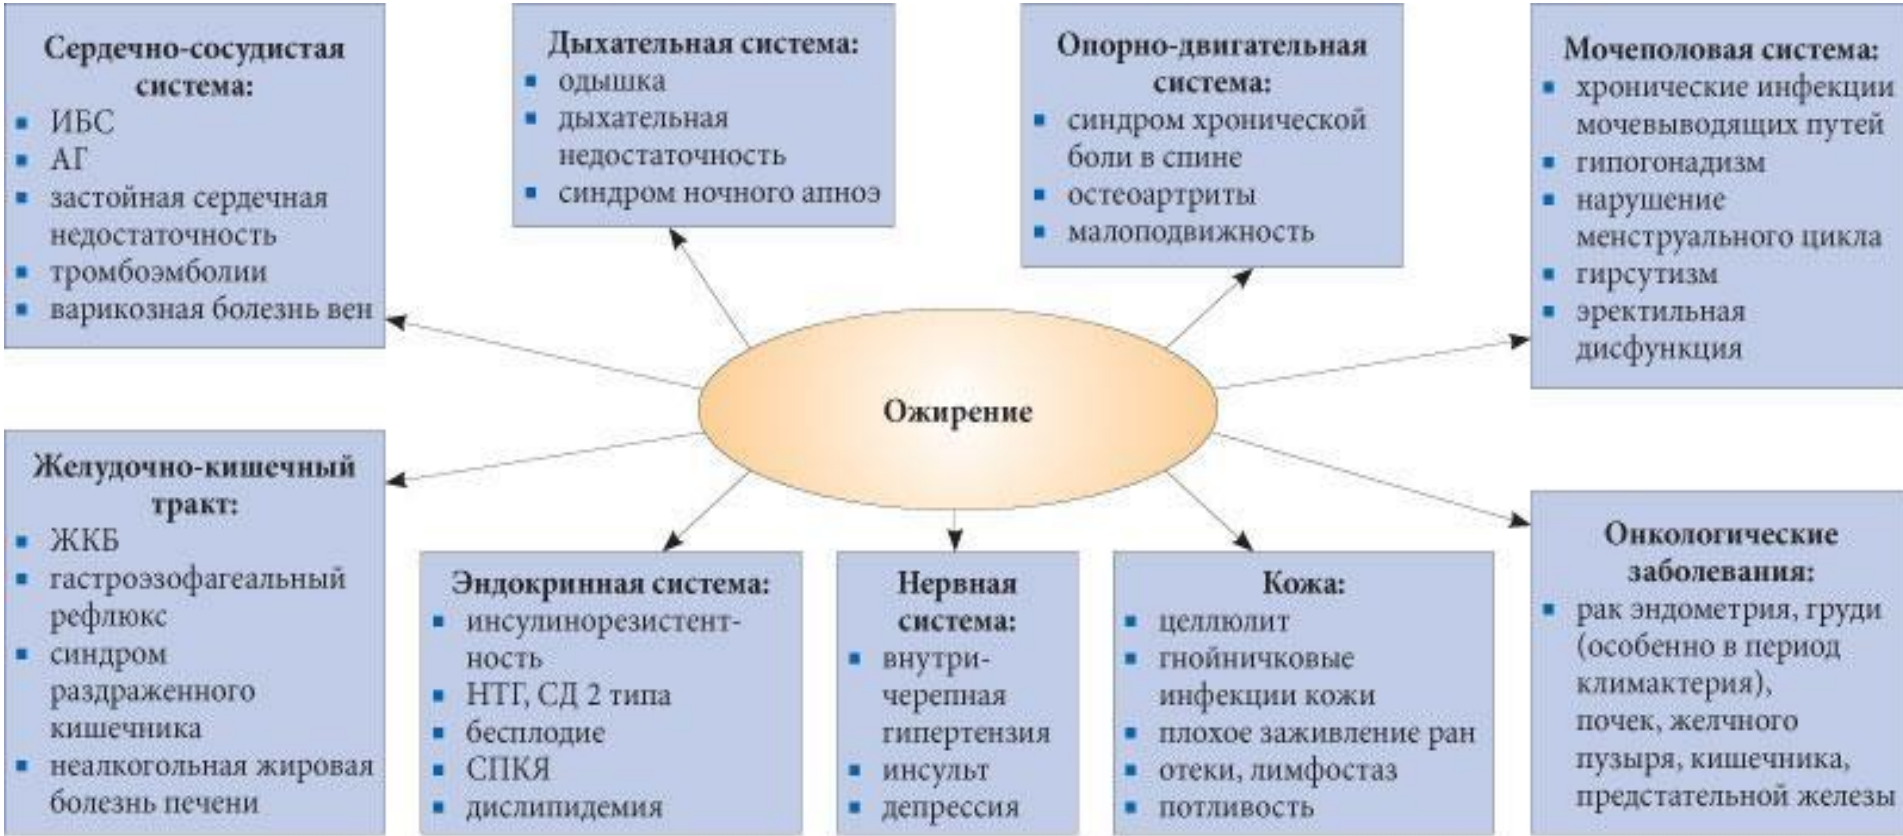 Сердечно-сосудистая
система:
▪ ИБС
▪ АГ
▪ застойная сердечная
недостаточность
▪ тромбоэмболии
▪ варикозная болезнь вен
Дыхательная система:
▪ одышка
▪ дыхательная
недостаточность
▪ синдром ночного апноэ
Опорно-двигательная
система:
▪ синдром хронической
боли в спине
▪ остеоартриты
▪ малоподвижность
Мочеполовая система:
▪ хронические инфекции
мочевыводящих путей
▪ гипогонадизм
▪ нарушение
менструального цикла
▪ гирсутизм
▪ эректильная
дисфункция
Ожирение
Желудочно-кишечный
тракт:
▪ ЖКБ
▪ гастроэзофагеальный
рефлюкс
▪ синдром
раздраженного
кишечника
▪ неалкогольная жировая
болезнь печени
Эндокринная система:
▪ инсулинорезистент-
ность
▪ НТГ, СД 2 типа
▪ бесплодие
▪ СПКЯ
▪ дислипидемия
Нервная
система:
▪ внутри-
черепная
гипертензия
▪ инсульт
▪ депрессия
Кожа:
▪ целлюлит
▪ гнойничковые
инфекции кожи
▪ плохое заживление ран
▪ отеки, лимфостаз
▪ потливость
Онкологические
заболевания:
▪ рак эндометрия, груди
(особенно в период
климактерия),
почек, желчного
пузыря, кишечника,
предстательной железы